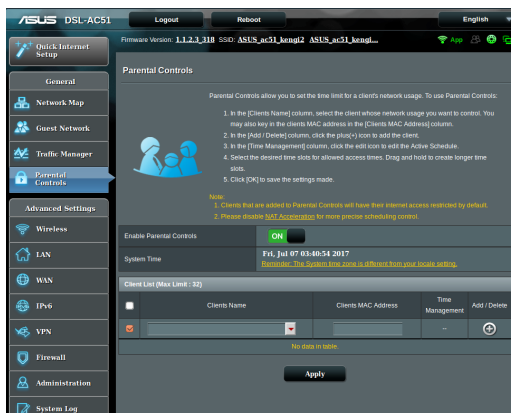 ASUS DSL-AC51
Logout
Reboot
English
Quick Internet
Setup
Firmware Version: 1.1.2.3_318 SSID: ASUS_ac51_kengi2 ASUS_ac51_kengi...
App
General
Network Map
Guest Network
Traffic Manager
Parental
Controls
Advanced Settings
Wireless
LAN
WAN
IPv6
VPN
Firewall
Administration
System Log
Parental Controls
Parental Controls allow you to set the time limit for a client's network usage. To use Parental Controls:
1. In the [Clients Name] column, select the client whose network usage you want to control. You
may also key in the clients MAC address in the [Clients MAC Address] column.
2. In the [Add / Delete] column, click the plus(+) icon to add the client.
3. In the [Time Management] column, click the edit icon to edit the Active Schedule.
4. Select the desired time slots for allowed access times. Drag and hold to create longer time
slots.
5. Click [OK] to save the settings made.
Note:
1. Clients that are added to Parental Controls will have their internet access restricted by default.
2. Please disable NAT Acceleration for more precise scheduling control.
Enable Parental Controls
ON
System Time
Fri, Jul 07 03:40:54 2017
Reminder: The System time zone is different from your locale setting.
Client List (Max Limit : 32)
Clients Name
Clients MAC Address
Time
Management
Add / Delete
--
No data in table.
Apply